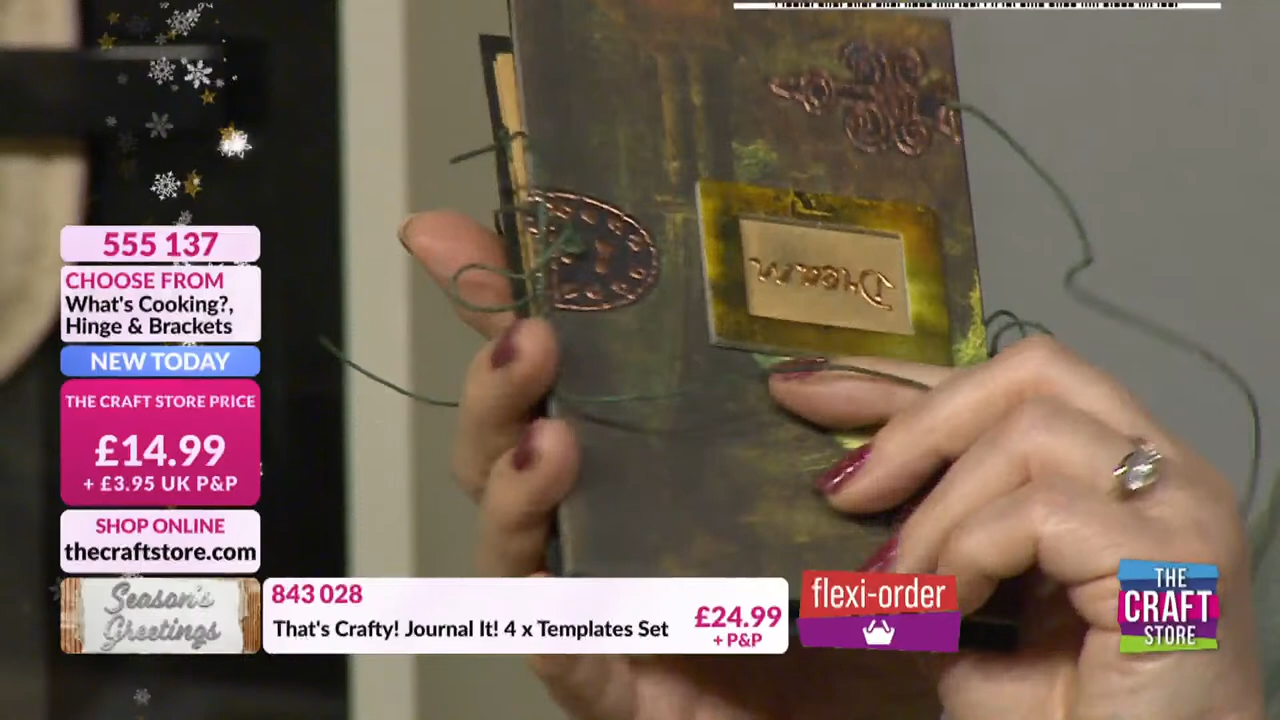 555 137
CHOOSE FROM
What's Cooking?,
Hinge & Brackets
NEW TODAY
THE CRAFT STORE PRICE
£14.99
+ £3.95 UK P&P
SHOP ONLINE
thecraftstore.com
Season's
Greetings
843 028
That's Crafty! Journal It! 4 x Templates Set
£24.99
+ P&P
flexi-order
THE
CRAFT
STORE
Dream